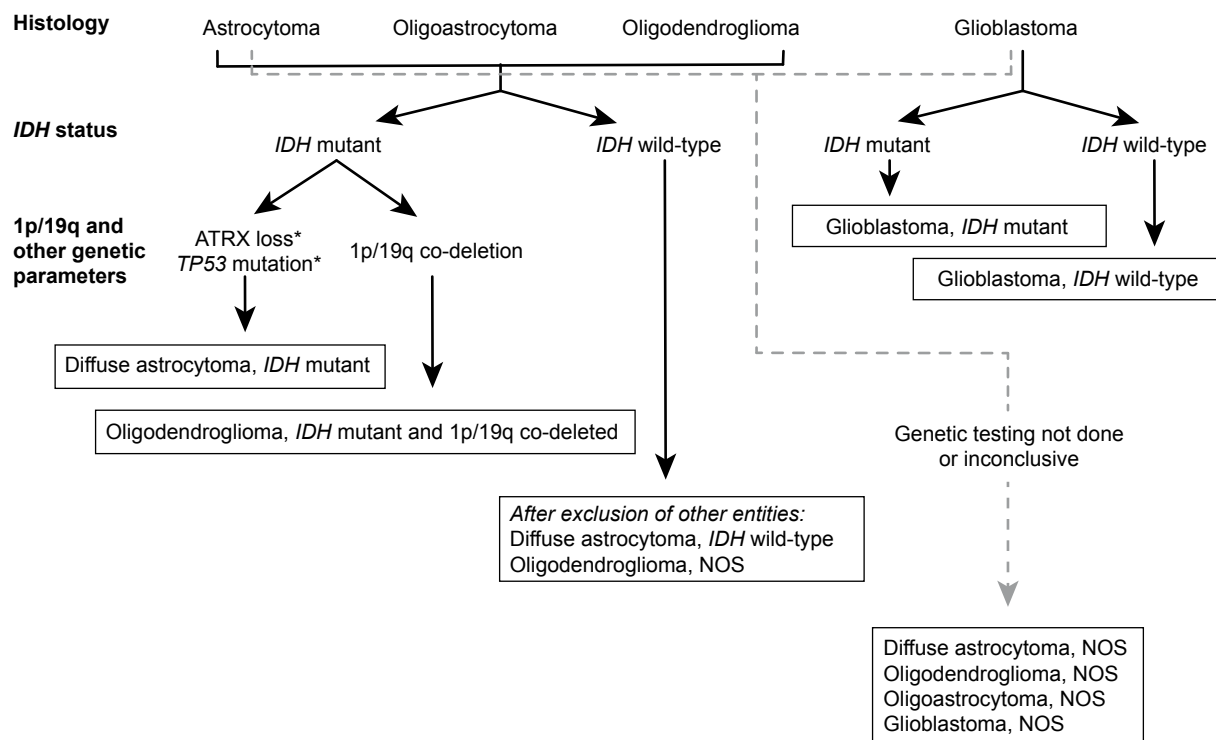 Histology
Astrocytoma
Oligoastrocytoma
Oligodendroglioma
Glioblastoma
IDH status
IDH mutant
IDH wild-type
IDH mutant
IDH wild-type
1p/19q and
other genetic
parameters
ATRX loss*
TP53 mutation*
1p/19q co-deletion
Glioblastoma, IDH mutant
Glioblastoma, IDH wild-type
Diffuse astrocytoma, IDH mutant
Oligodendroglioma, IDH mutant and 1p/19q co-deleted
Genetic testing not done
or inconclusive
After exclusion of other entities:
Diffuse astrocytoma, IDH wild-type
Oligodendroglioma, NOS
Diffuse astrocytoma, NOS
Oligodendroglioma, NOS
Oligoastrocytoma, NOS
Glioblastoma, NOS